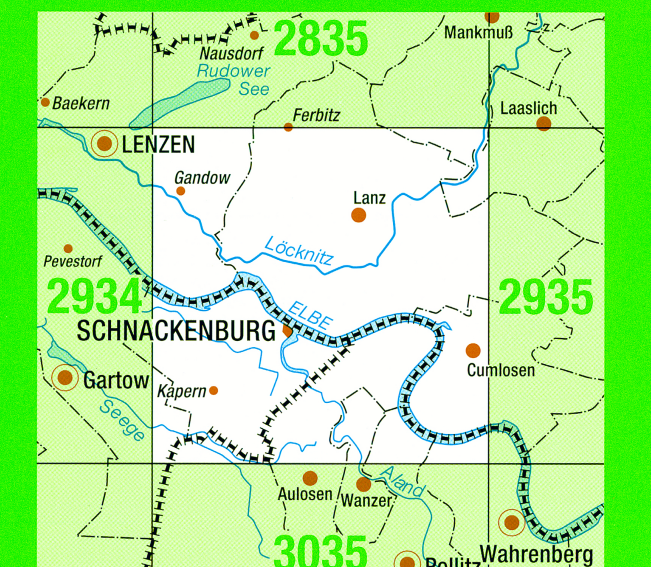 Mankmuß
2835
Nausdorf
Rudower
See
Baekern
Ferbitz
Laaslich
LENZEN
Gandow
Lanz
Löcknitz
Pevestorf
2934
2935
ELBE
SCHNACKENBURG
Cumlosen
Gartow
Kapern
Seege
Aland
Aulosen
Wanzer
3035
Pollitz
Wahrenberg